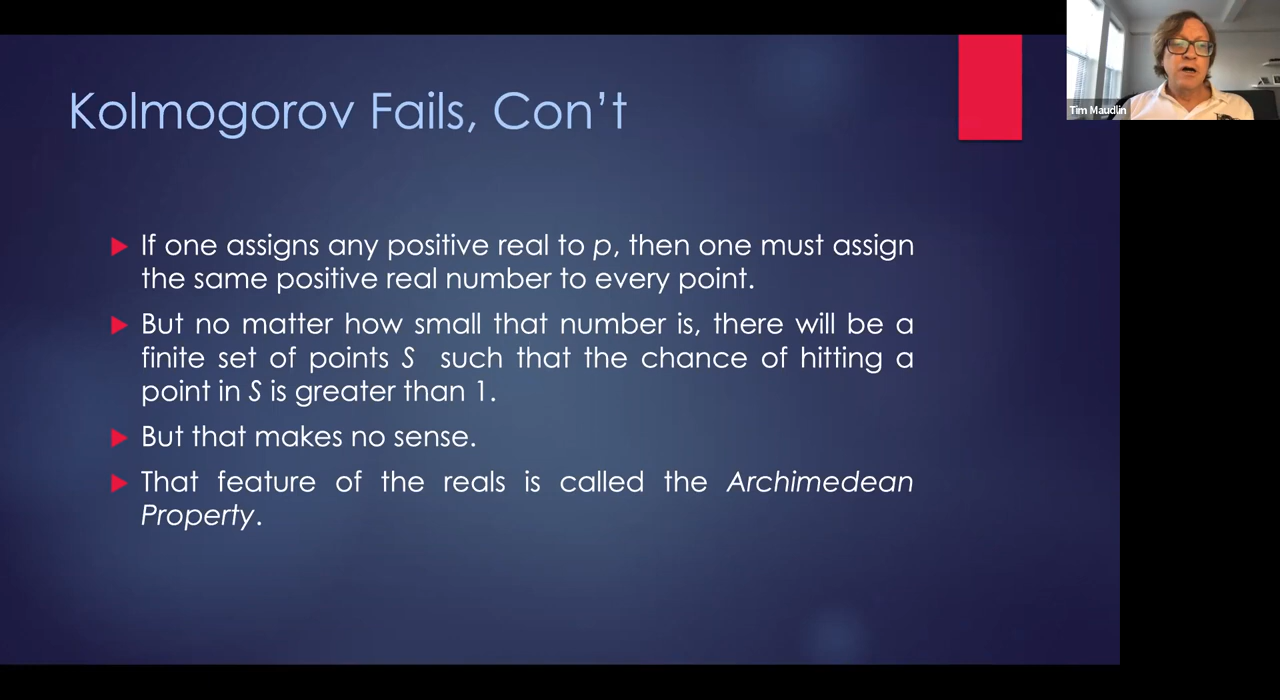 Kolmogorov Fails, Con’t
If one assigns any positive real to p, then one must assign
the same positive real number to every point.
But no matter how small that number is, there will be a
finite set of points S such that the chance of hitting a
point in S is greater than 1.
But that makes no sense.
That feature of the reals is called the Archimedean
Property.
Tim Maudlin